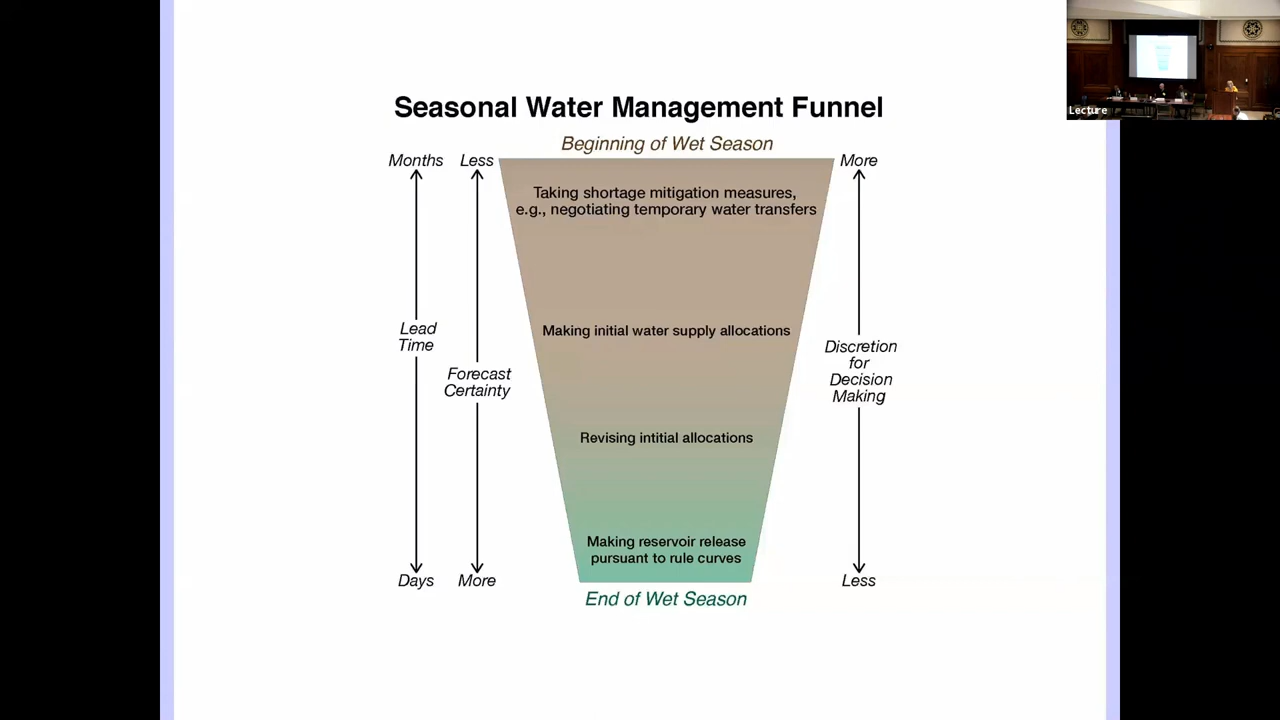 Lecture
Seasonal Water Management Funnel
Beginning of Wet Season
Months
Less
More
Taking shortage mitigation measures,
e.g., negotiating temporary water transfers
Lead
Time
Making initial water supply allocations
Forecast
Certainty
Discretion
for
Decision
Making
Revising intitial allocations
Making reservoir release
pursuant to rule curves
Days
More
Less
End of Wet Season